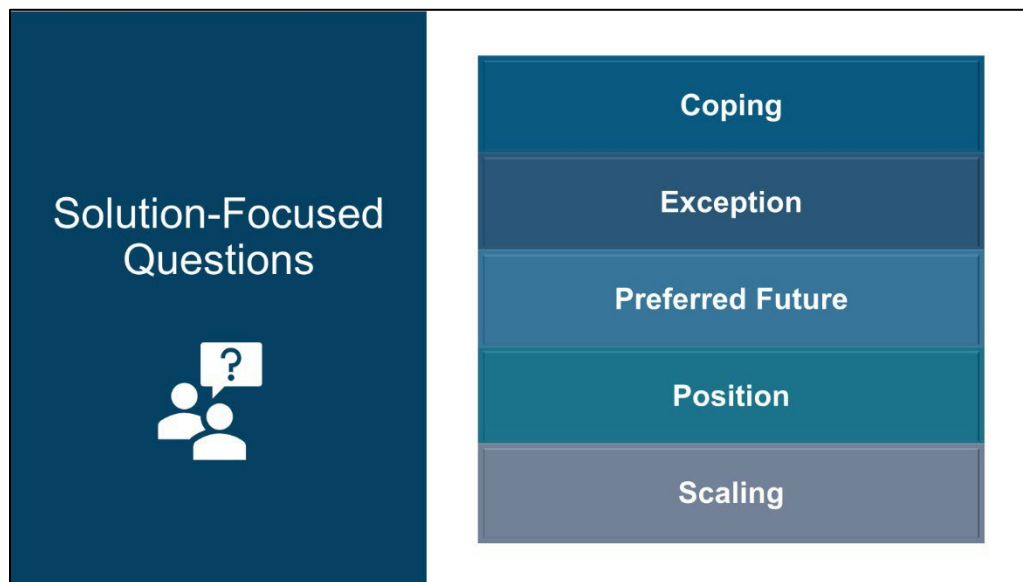 Solution-Focused
Questions
?
Coping
Exception
Preferred Future
Position
Scaling